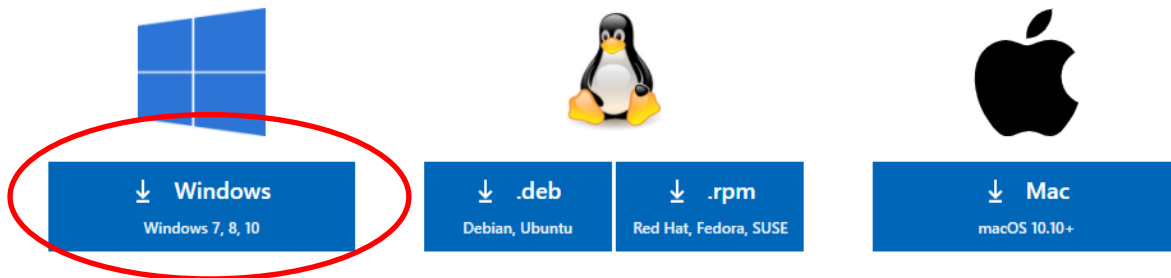 Windows
Windows 7, 8, 10
.deb
Debian, Ubuntu
.rpm
Red Hat, Fedora, SUSE
Mac
macOS 10.10+